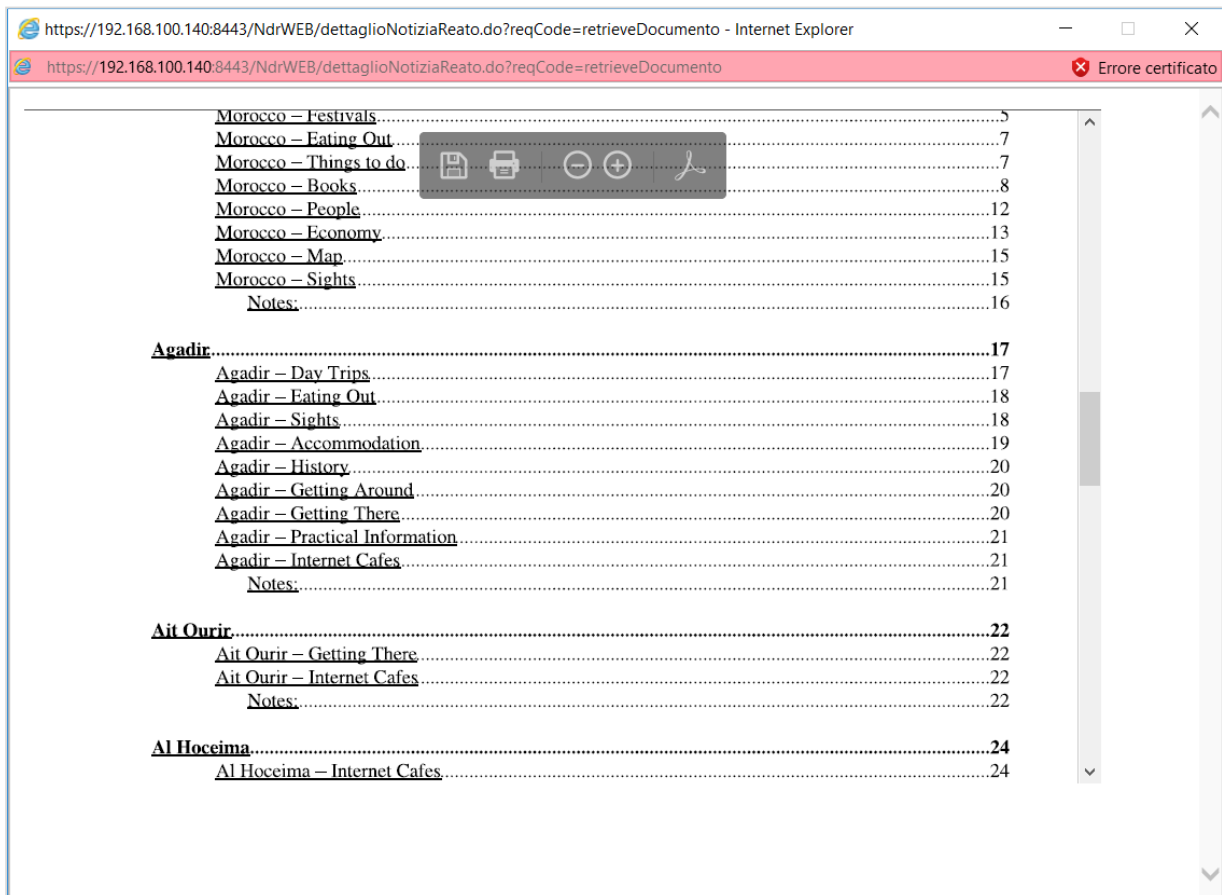 https://192.168.100.140:8443/NdrWEB/dettaglioNotiziaReato.do?reqCode=retrieveDocumento - Internet Explorer
https://192.168.100.140:8443/NdrWEB/dettaglioNotiziaReato.do?reqCode=retrieveDocumento Errore certificato
Morocco – Festivals.....5
Morocco – Eating Out.....7
Morocco – Things to do.....7
Morocco – Books.....8
Morocco – People.....12
Morocco – Economy.....13
Morocco – Map.....15
Morocco – Sights.....15
Notes:.....16
Agadir.....17
Agadir – Day Trips.....17
Agadir – Eating Out.....18
Agadir – Sights.....18
Agadir – Accommodation.....19
Agadir – History.....20
Agadir – Getting Around.....20
Agadir – Getting There.....20
Agadir – Practical Information.....21
Agadir – Internet Cafes.....21
Notes:.....21
Ait Ourir.....22
Ait Ourir – Getting There.....22
Ait Ourir – Internet Cafes.....22
Notes:.....22
Al Hoceima.....24
Al Hoceima – Internet Cafes.....24